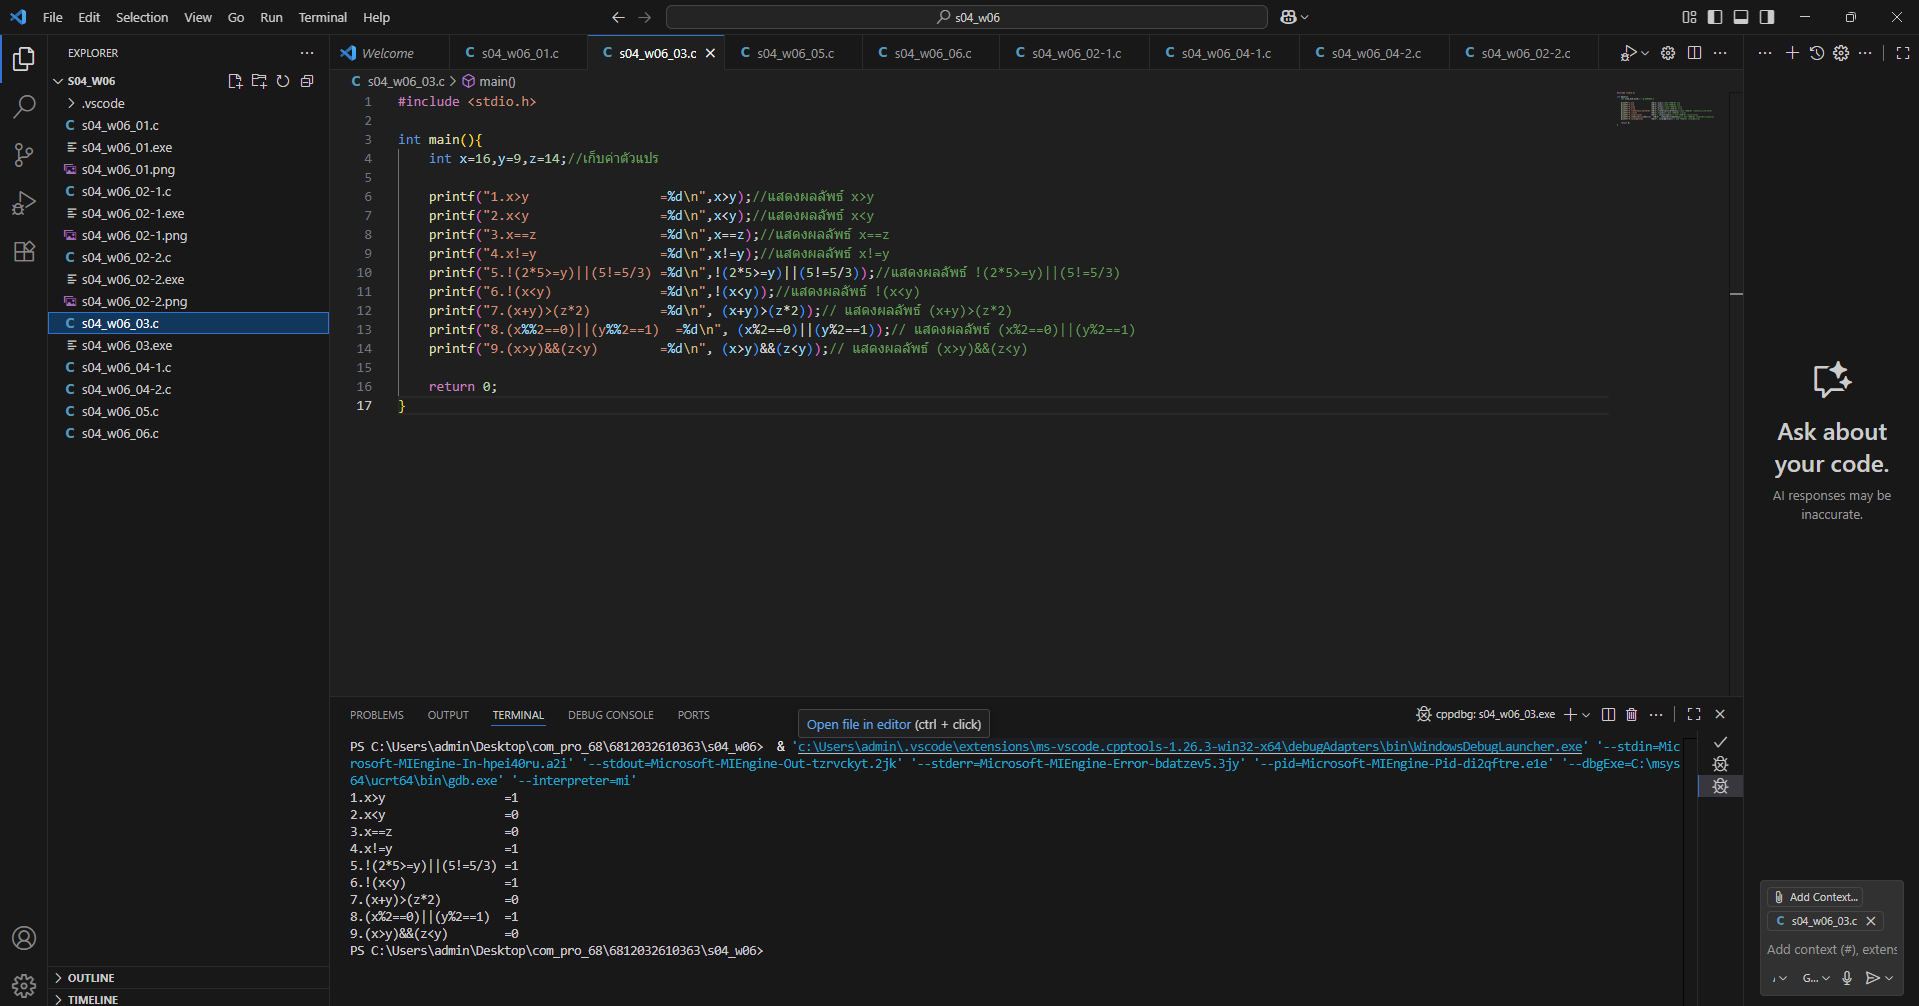 File Edit Selection View Go Run Terminal Help
s04_w06
EXPLORER
S04_W06
.vscode
C s04_w06_01.c
s04_w06_01.exe
s04_w06_01.png
C s04_w06_02-1.c
s04_w06_02-1.exe
s04_w06_02-1.png
C s04_w06_02-2.c
s04_w06_02-2.exe
s04_w06_02-2.png
C s04_w06_03.c
s04_w06_03.exe
C s04_w06_04-1.c
C s04_w06_04-2.c
C s04_w06_05.c
C s04_w06_06.c
OUTLINE
TIMELINE
Welcome C s04_w06_01.c C s04_w06_03.c C s04_w06_05.c C s04_w06_06.c C s04_w06_02-1.c C s04_w06_04-1.c C s04_w06_04-2.c C s04_w06_02-2.c
C s04_w06_03.c > main()
1 #include <stdio.h>
2
3 int main(){
4 int x=16,y=9,z=14;//เก็บค่าตัวแปร
5
6 printf("1.x>y =%d\n",x>y);//แสดงผลลัพธ์ x>y
7 printf("2.x<y =%d\n",x<y);//แสดงผลลัพธ์ x<y
8 printf("3.x==z =%d\n",x==z);//แสดงผลลัพธ์ x==z
9 printf("4.x!=y =%d\n",x!=y);//แสดงผลลัพธ์ x!=y
10 printf("5.!(2*5>=y)||(5!=5/3) =%d\n",!(2*5>=y)||(5!=5/3));//แสดงผลลัพธ์ !(2*5>=y)||(5!=5/3)
11 printf("6.!(x<y) =%d\n",!(x<y));//แสดงผลลัพธ์ !(x<y)
12 printf("7.(x+y)>(z*2) =%d\n", (x+y)>(z*2));// แสดงผลลัพธ์ (x+y)>(z*2)
13 printf("8.(x%%2==0)||(y%%2==1) =%d\n", (x%2==0)||(y%2==1));// แสดงผลลัพธ์ (x%2==0)||(y%2==1)
14 printf("9.(x>y)&&(z<y) =%d\n", (x>y)&&(z<y));// แสดงผลลัพธ์ (x>y)&&(z<y)
15
16 return 0;
17 }
PROBLEMS OUTPUT TERMINAL DEBUG CONSOLE PORTS
Open file in editor (ctrl + click)
cppdbg: s04_w06_03.exe
PS C:\Users\admin\Desktop\com_pro_68\6812032610363\s04_w06> & 'c:\Users\admin\.vscode\extensions\ms-vscode.cpptools-1.26.3-win32-x64\debugAdapters\bin\WindowsDebugLauncher.exe' '--stdin=Mic
rosoft-MIEngine-In-hpei40ru.a2i' '--stdout=Microsoft-MIEngine-Out-tzrvckyt.2jk' '--stderr=Microsoft-MIEngine-Error-bdatzev5.3jy' '--pid=Microsoft-MIEngine-Pid-di2qftre.e1e' '--dbgExe=C:\msys
64\ucrt64\bin\gdb.exe' '--interpreter=mi'
1.x>y =1
2.x<y =0
3.x==z =0
4.x!=y =1
5.!(2*5>=y)||(5!=5/3) =1
6.!(x<y) =1
7.(x+y)>(z*2) =0
8.(x%2==0)||(y%2==1) =1
9.(x>y)&&(z<y) =0
PS C:\Users\admin\Desktop\com_pro_68\6812032610363\s04_w06>
Ask about
your code.
AI responses may be
inaccurate.
Add Context...
C s04_w06_03.c
Add context (#), extens
G...